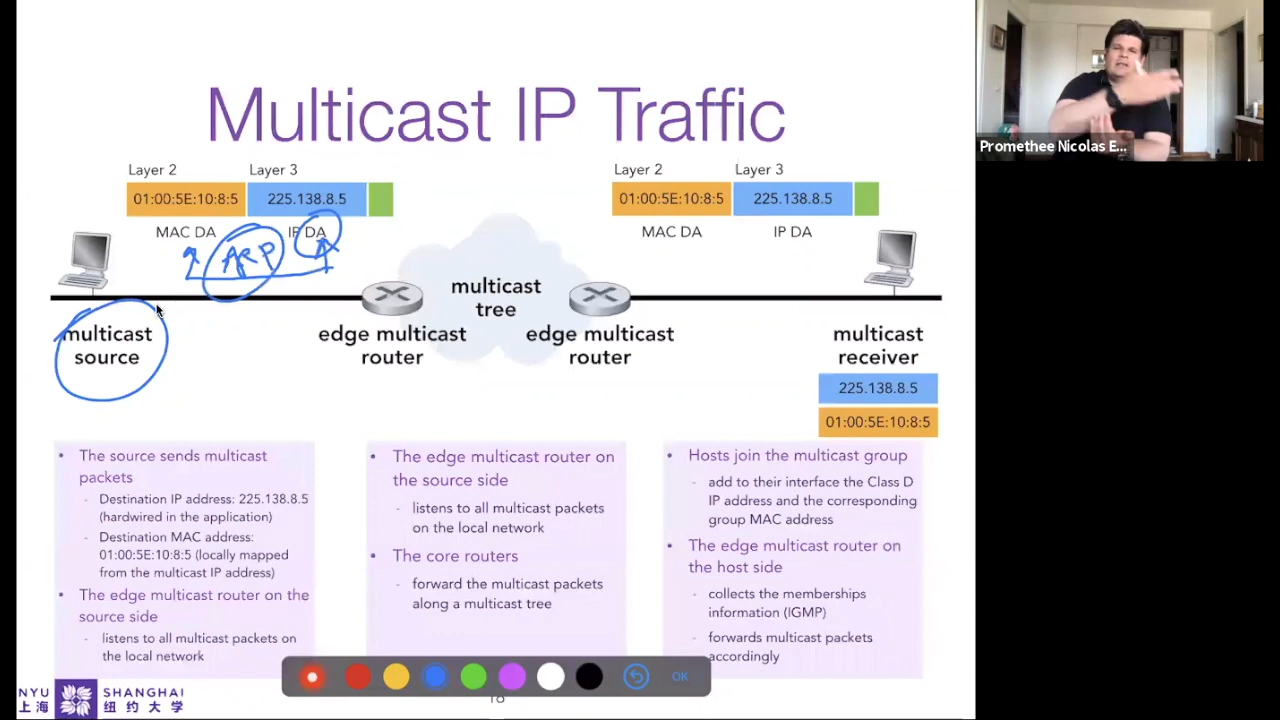 Multicast IP Traffic
Promethee Nicolas E...
Layer 2 Layer 3
01:00:5E:10:8:5 225.138.8.5
MAC DA IP DA
ARP
Layer 2 Layer 3
01:00:5E:10:8:5 225.138.8.5
MAC DA IP DA
multicast
tree
multicast
source
edge multicast
router
edge multicast
router
multicast
receiver
225.138.8.5
01:00:5E:10:8:5
• The source sends multicast
packets
- Destination IP address: 225.138.8.5
(hardwired in the application)
- Destination MAC address:
01:00:5E:10:8:5 (locally mapped
from the multicast IP address)
• The edge multicast router on the
source side
- listens to all multicast packets on
the local network
• The edge multicast router on
the source side
- listens to all multicast packets
on the local network
• The core routers
- forward the multicast packets
along a multicast tree
• Hosts join the multicast group
- add to their interface the Class D
IP address and the corresponding
group MAC address
• The edge multicast router on
the host side
- collects the memberships
information (IGMP)
- forwards multicast packets
accordingly
OK
NYU SHANGHAI
上海 纽约大学